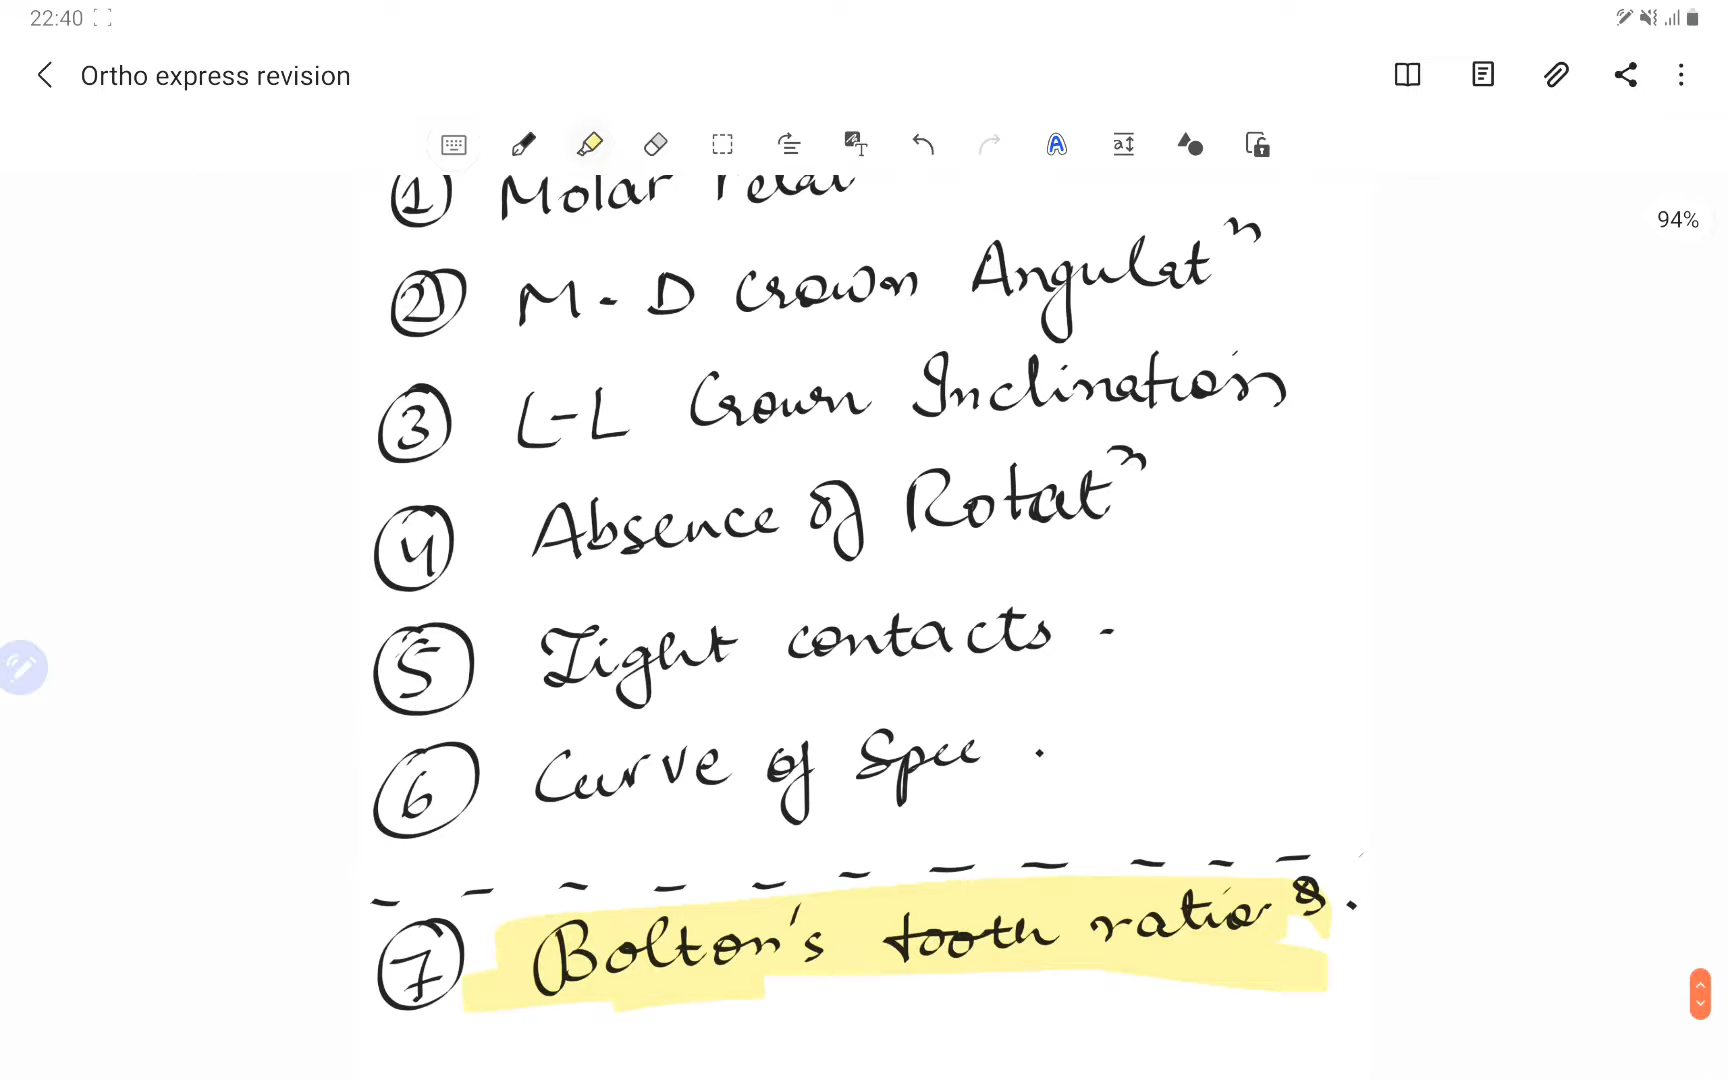 22:40
Ortho express revision
94%
① Molar relat
② M-D Crown Angulatⁿ
③ L-L Crown Inclination
④ Absence of Rotatⁿ
⑤ Tight contacts -
⑥ Curve of Spee .
⑦ Bolton's tooth ratios.